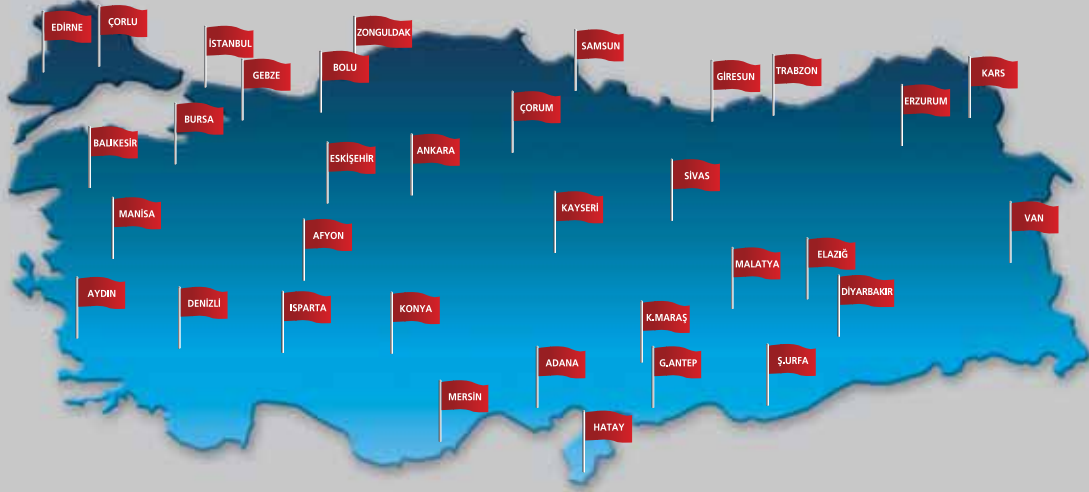 EDİRNE
ÇORLU
İSTANBUL
GEBZE
BOLU
ZONGULDAK
SAMSUN
GİRESUN
TRABZON
KARS
ERZURUM
ÇORUM
BURSA
BALIKESİR
ESKİŞEHİR
ANKARA
SİVAS
KAYSERİ
MANİSA
AFYON
VAN
MALATYA
ELAZIĞ
DİYARBAKIR
AYDIN
DENİZLİ
ISPARTA
KONYA
K.MARAŞ
ADANA
G.ANTEP
Ş.URFA
MERSİN
HATAY